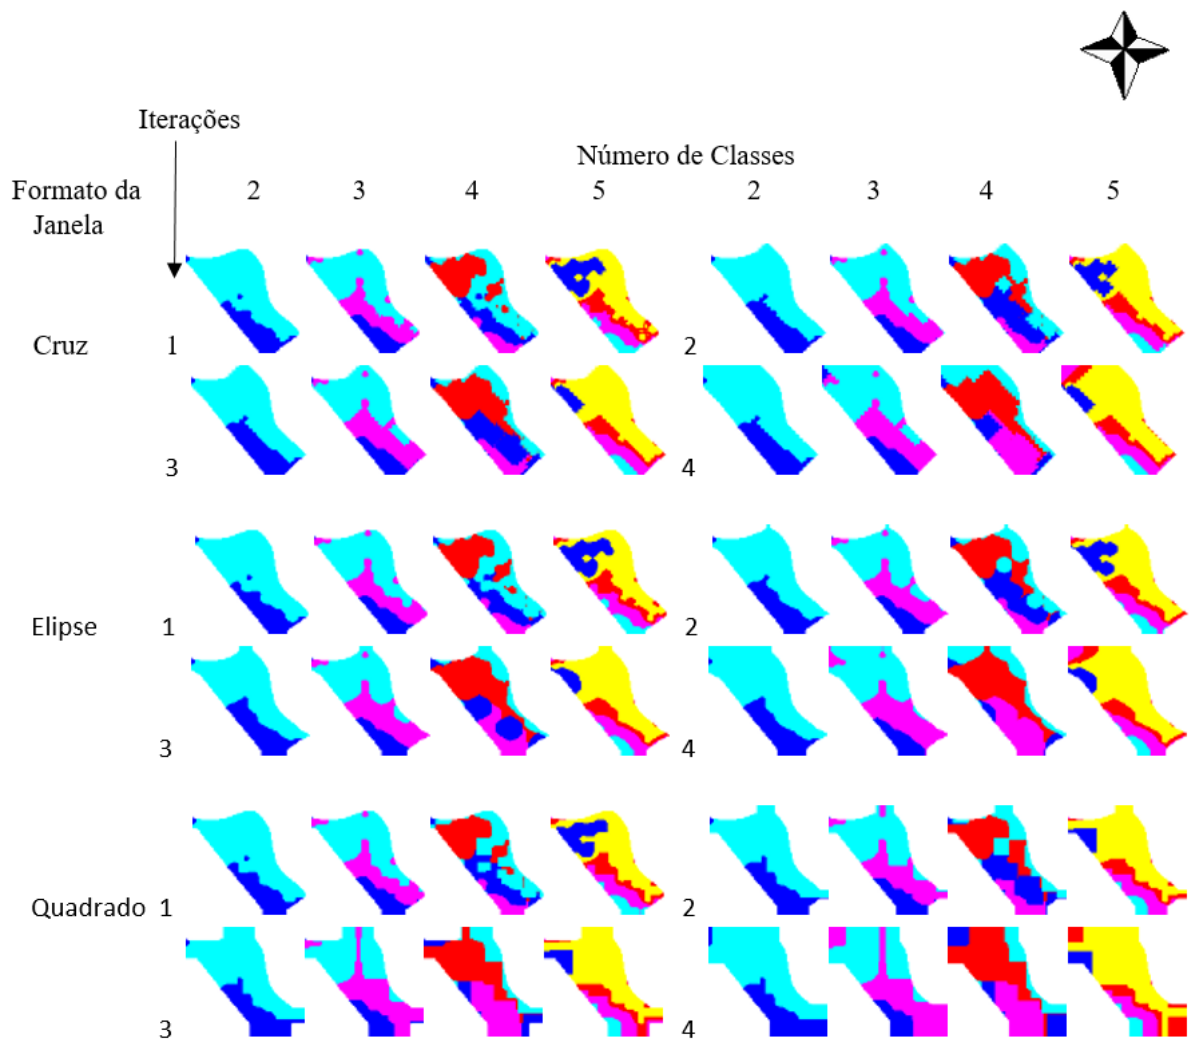 Iterações
Número de Classes
Formato da
Janela
2 3 4 5 2 3 4 5
Cruz 1 2
3 4
Elipse 1 2
3 4
Quadrado 1 2
3 4